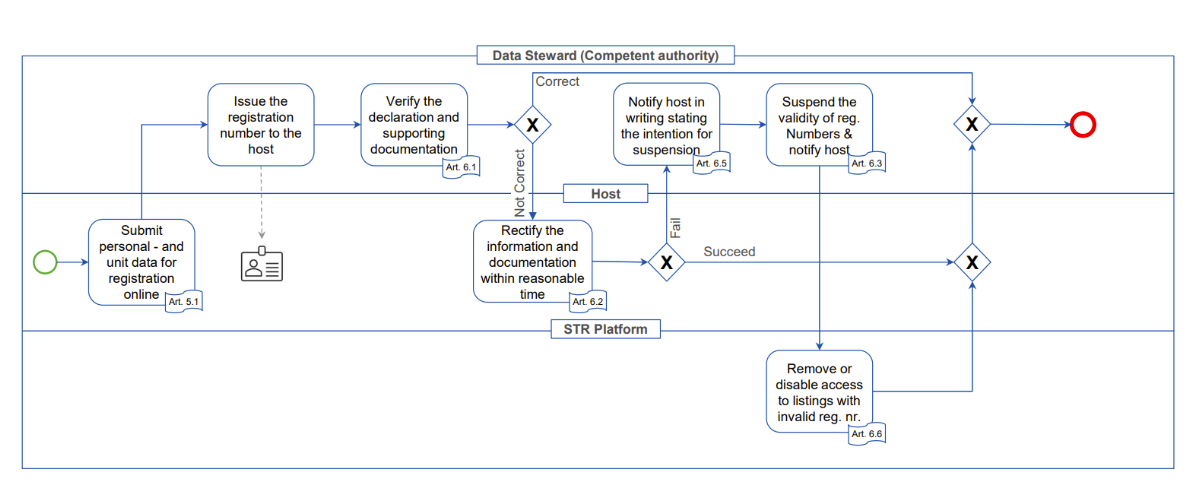 Data Steward (Competent authority)
Correct
Issue the
registration
number to the
host
Verify the
declaration and
supporting
documentation
Art. 6.1
X
Notify host in
writing stating
the intention for
suspension
Art. 6.5
Suspend the
validity of reg.
Numbers &
notify host
Art. 6.3
X
Not Correct
Host
Submit
personal - and
unit data for
registration
online
Art. 5.1
Rectify the
information and
documentation
within reasonable
time
Art. 6.2
Fail
X
Succeed
X
STR Platform
Remove or
disable access
to listings with
invalid reg. nr.
Art. 6.6